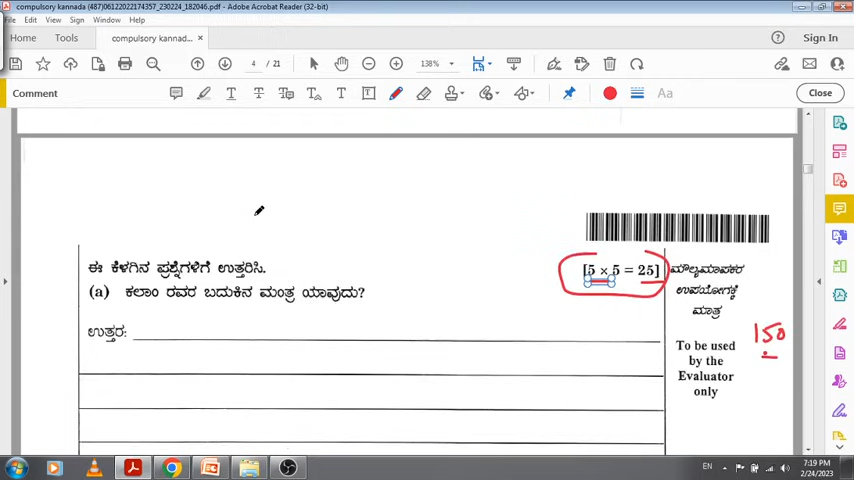 compulsory kannada (487)06122022174357_230224_182046.pdf - Adobe Acrobat Reader (32-bit)
File Edit View Sign Window Help
Home Tools compulsory kannad... × Sign In
4 / 21 138%
Comment Aa Close
ಈ ಕೆಳಗಿನ ಪ್ರಶ್ನೆಗಳಿಗೆ ಉತ್ತರಿಸಿ. [5 × 5 = 25]
(a) ಕಲಾಂ ರವರ ಬದುಕಿನ ಮಂತ್ರ ಯಾವುದು?
ಉತ್ತರ:
ಮೌಲ್ಯಮಾಪಕರ
ಉಪಯೋಗಕ್ಕೆ
ಮಾತ್ರ
150
To be used
by the
Evaluator
only
EN 7:19 PM
2/24/2023